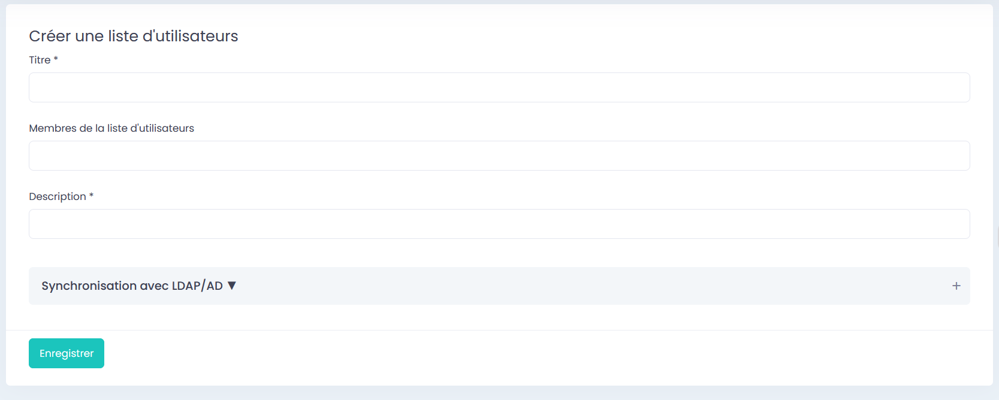 Créer une liste d'utilisateurs
Titre *
Membres de la liste d'utilisateurs
Description *
Synchronisation avec LDAP/AD ▼
+
Enregistrer